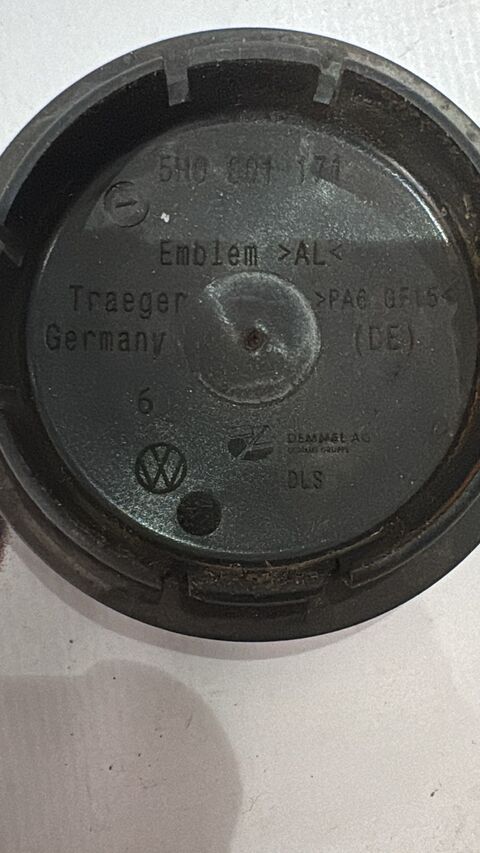 5H0 601 171
Emblem >AL<
Traeger >PA6 GF15<
Germany (DE)
6
DEMMEL AG
DLS